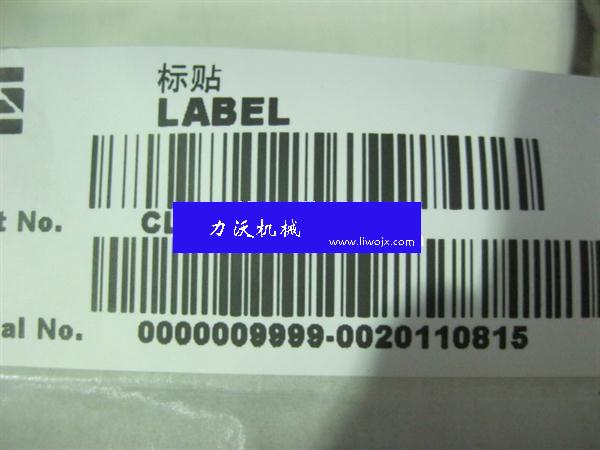 标贴
LABEL
t No. CL
力沃机械
www.liwojx.com
al No. 0000009999-0020110815